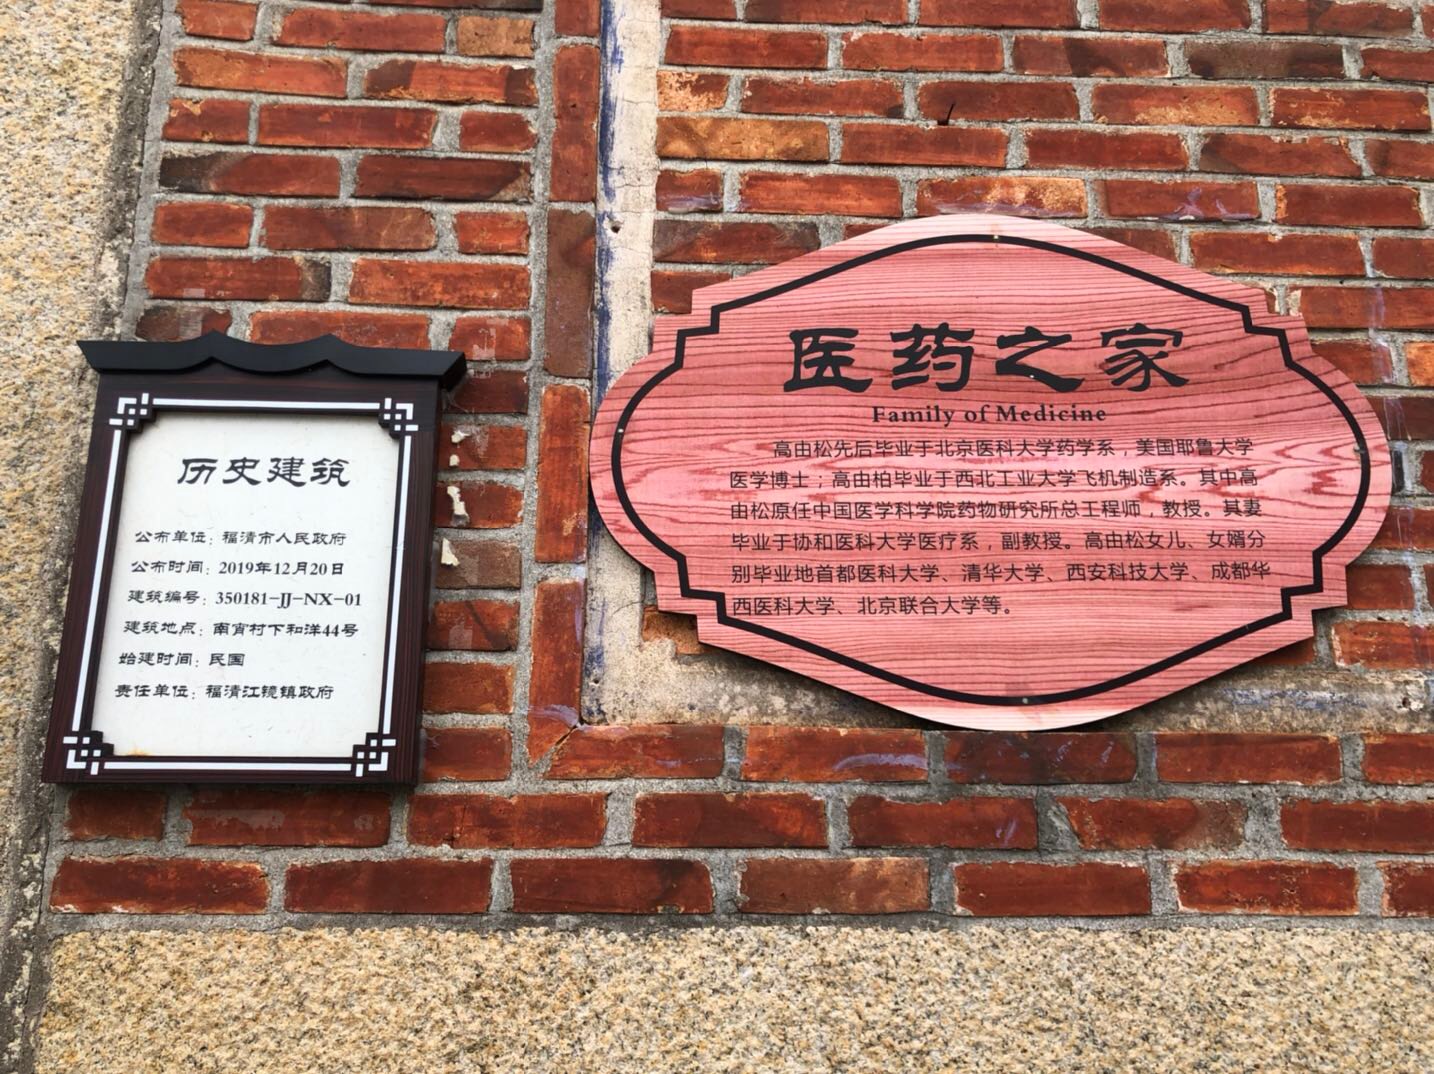 历史建筑
公布单位：福清市人民政府
公布时间：2019年12月20日
建筑编号：350181-JJ-NX-01
建筑地点：南宵村下和洋44号
始建时间：民国
责任单位：福清江镜镇政府
医药之家
Family of Medicine
高由松先后毕业于北京医科大学药学系，美国耶鲁大学
医学博士；高由柏毕业于西北工业大学飞机制造系。其中高
由松原任中国医学科学院药物研究所总工程师，教授。其妻
毕业于协和医科大学医疗系，副教授。高由松女儿、女婿分
别毕业地首都医科大学、清华大学、西安科技大学、成都华
西医科大学、北京联合大学等。